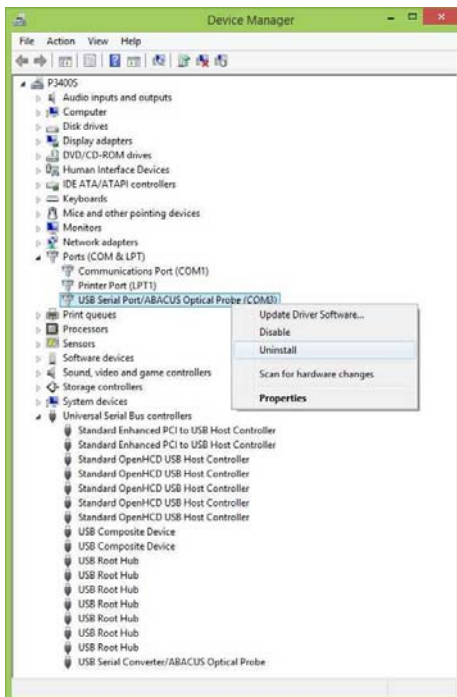 Device Manager
File Action View Help
P34005
Audio inputs and outputs
Computer
Disk drives
Display adapters
DVD/CD-ROM drives
Human Interface Devices
IDE ATA/ATAPI controllers
Keyboards
Mice and other pointing devices
Monitors
Network adapters
Ports (COM & LPT)
Communications Port (COM1)
Printer Port (LPT1)
USB Serial Port/ABACUS Optical Probe (COM3)
Update Driver Software...
Disable
Uninstall
Scan for hardware changes
Properties
Print queues
Processors
Sensors
Software devices
Sound, video and game controllers
Storage controllers
System devices
Universal Serial Bus controllers
Standard Enhanced PCI to USB Host Controller
Standard Enhanced PCI to USB Host Controller
Standard OpenHCD USB Host Controller
Standard OpenHCD USB Host Controller
Standard OpenHCD USB Host Controller
Standard OpenHCD USB Host Controller
Standard OpenHCD USB Host Controller
USB Composite Device
USB Composite Device
USB Root Hub
USB Root Hub
USB Root Hub
USB Root Hub
USB Root Hub
USB Root Hub
USB Root Hub
USB Serial Converter/ABACUS Optical Probe